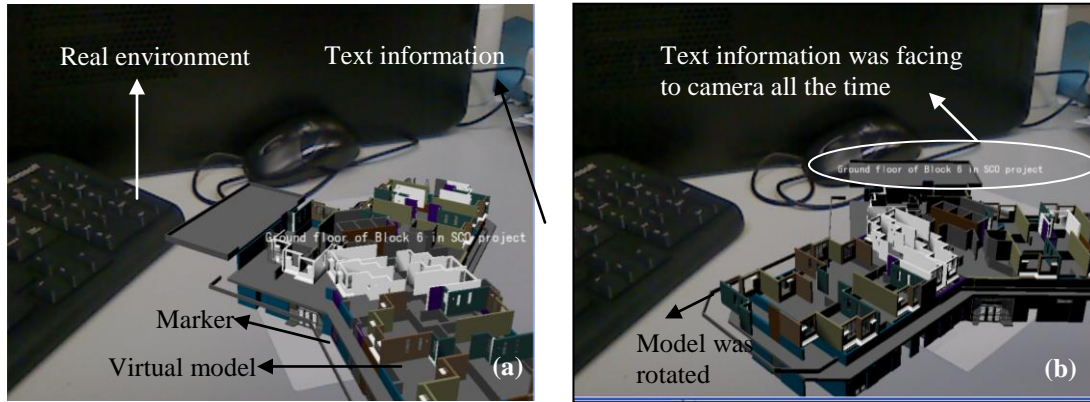 Real environment
Text information
Ground floor of Block 6 in SCO project
Marker
Virtual model
(a)
Text information was facing
to camera all the time
Ground floor of Block 6 in SCO project
Model was
rotated
(b)